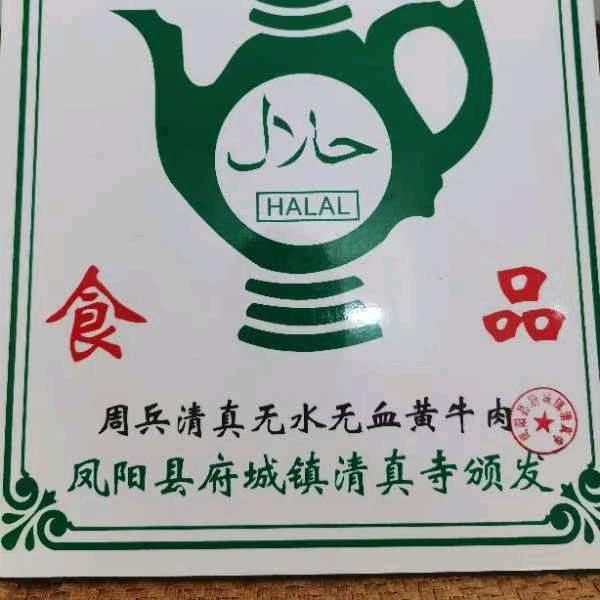 حلال
HALAL
食 品
周兵清真无水无血黄牛肉
凤阳县府城镇清真寺颁发